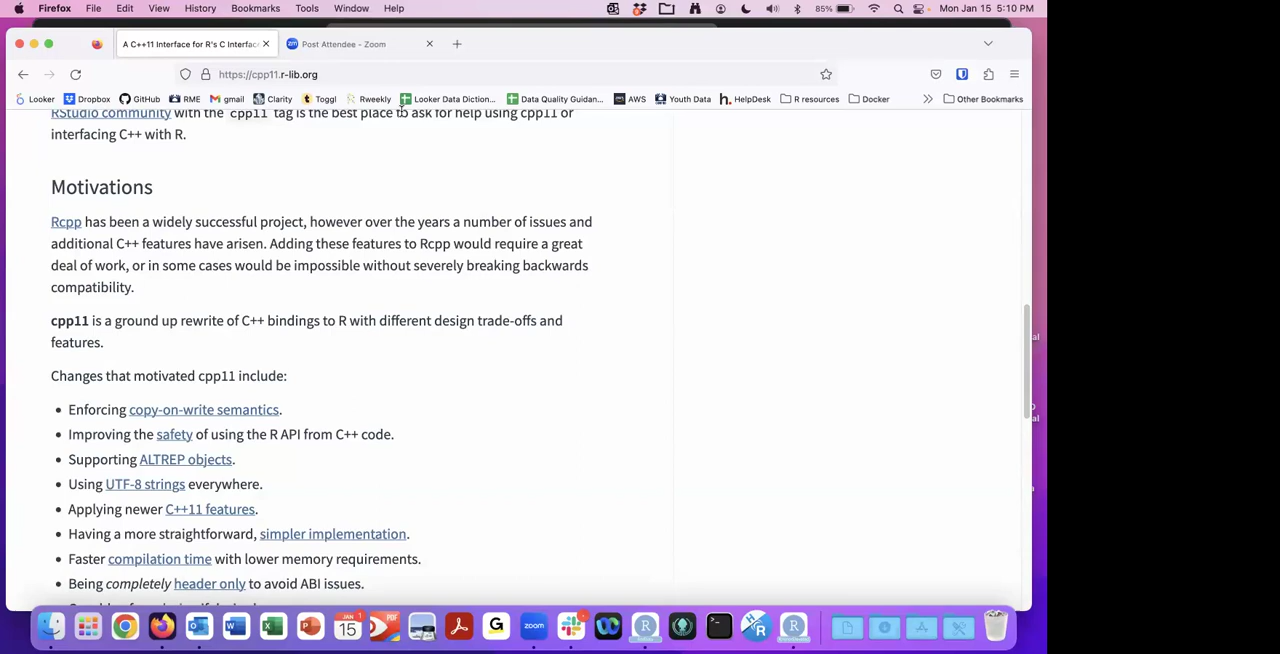 Firefox File Edit View History Bookmarks Tools Window Help 85% Mon Jan 15 5:10 PM
A C++11 Interface for R's C Interfac Post Attendee - Zoom
https://cpp11.r-lib.org
Looker Dropbox GitHub RME gmail Clarity Toggl Rweekly Looker Data Diction... Data Quality Guidan... AWS Youth Data HelpDesk R resources Docker Other Bookmarks
RStudio community with the cpp11 tag is the best place to ask for help using cpp11 or
interfacing C++ with R.
Motivations
Rcpp has been a widely successful project, however over the years a number of issues and
additional C++ features have arisen. Adding these features to Rcpp would require a great
deal of work, or in some cases would be impossible without severely breaking backwards
compatibility.
cpp11 is a ground up rewrite of C++ bindings to R with different design trade-offs and
features.
Changes that motivated cpp11 include:
• Enforcing copy-on-write semantics.
• Improving the safety of using the R API from C++ code.
• Supporting ALTREP objects.
• Using UTF-8 strings everywhere.
• Applying newer C++11 features.
• Having a more straightforward, simpler implementation.
• Faster compilation time with lower memory requirements.
• Being completely header only to avoid ABI issues.
JAN
15
PDF
zoom